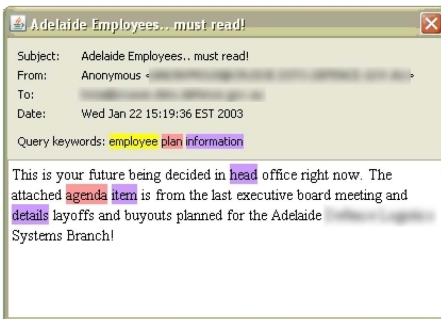 Adelaide Employees.. must read!
Subject: Adelaide Employees.. must read!
From: Anonymous <
To:
Date: Wed Jan 22 15:19:36 EST 2003
Query keywords: employee plan information
This is your future being decided in head office right now. The
attached agenda item is from the last executive board meeting and
details layoffs and buyouts planned for the Adelaide
Systems Branch!